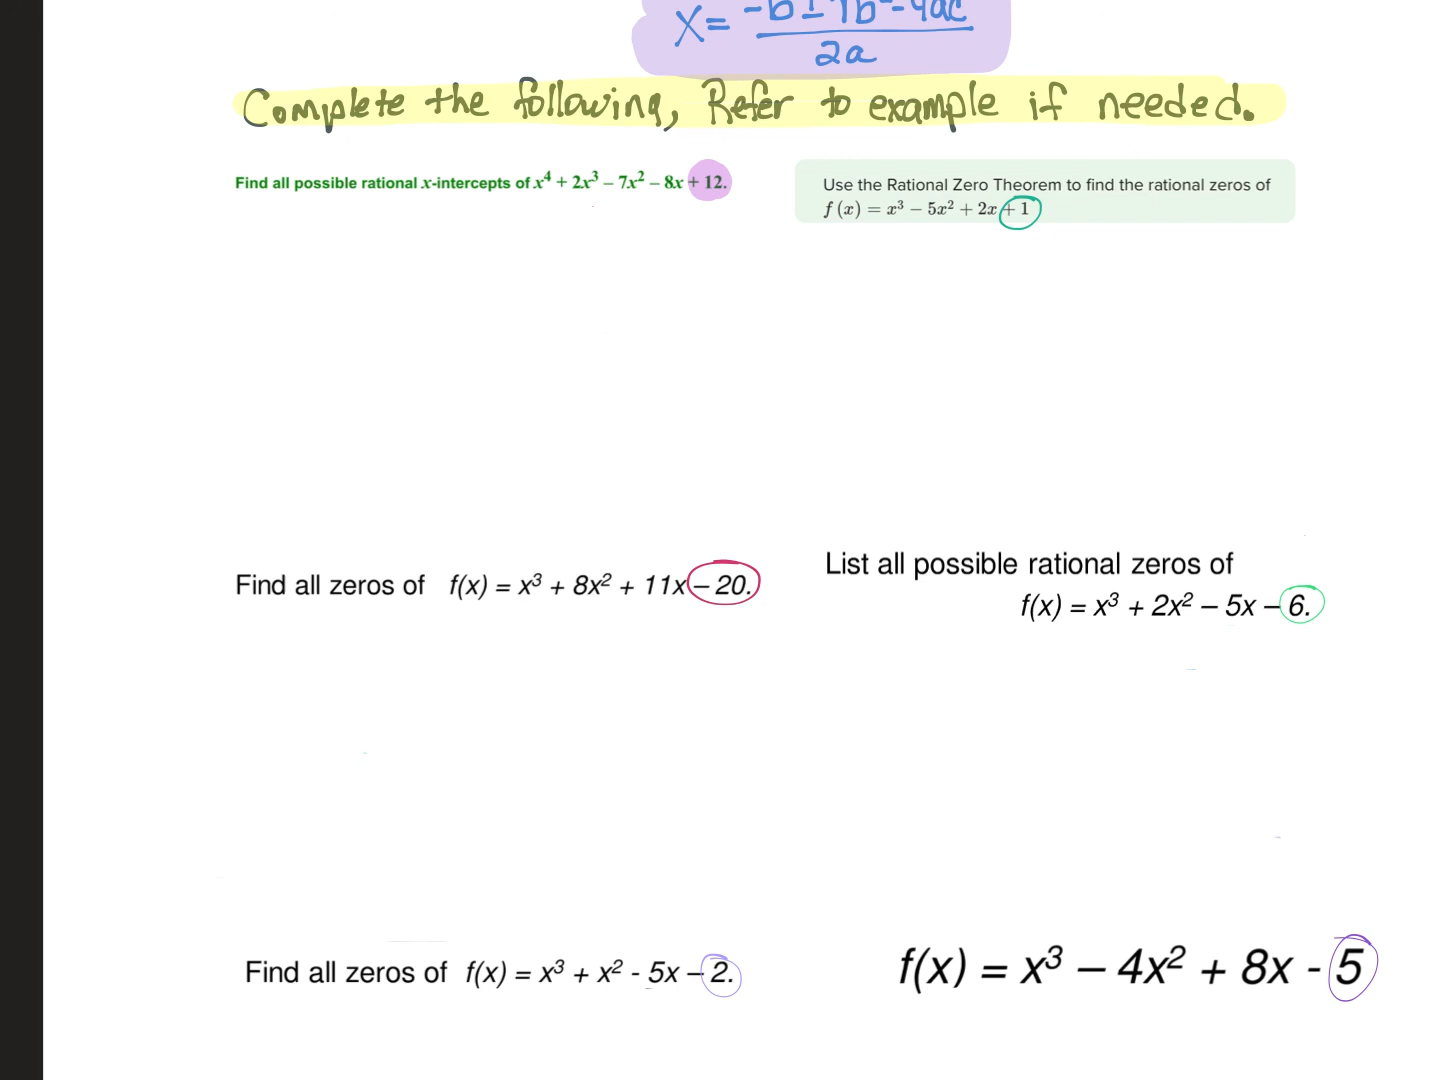 x = -b ± √b² - 4ac / 2a
Complete the following, Refer to example if needed.
Find all possible rational x-intercepts of x⁴ + 2x³ – 7x² – 8x + 12.
Use the Rational Zero Theorem to find the rational zeros of
f (x) = x³ − 5x² + 2x + 1
Find all zeros of f(x) = x³ + 8x² + 11x – 20.
List all possible rational zeros of
f(x) = x³ + 2x² – 5x – 6.
Find all zeros of f(x) = x³ + x² - 5x – 2.
f(x) = x³ – 4x² + 8x - 5